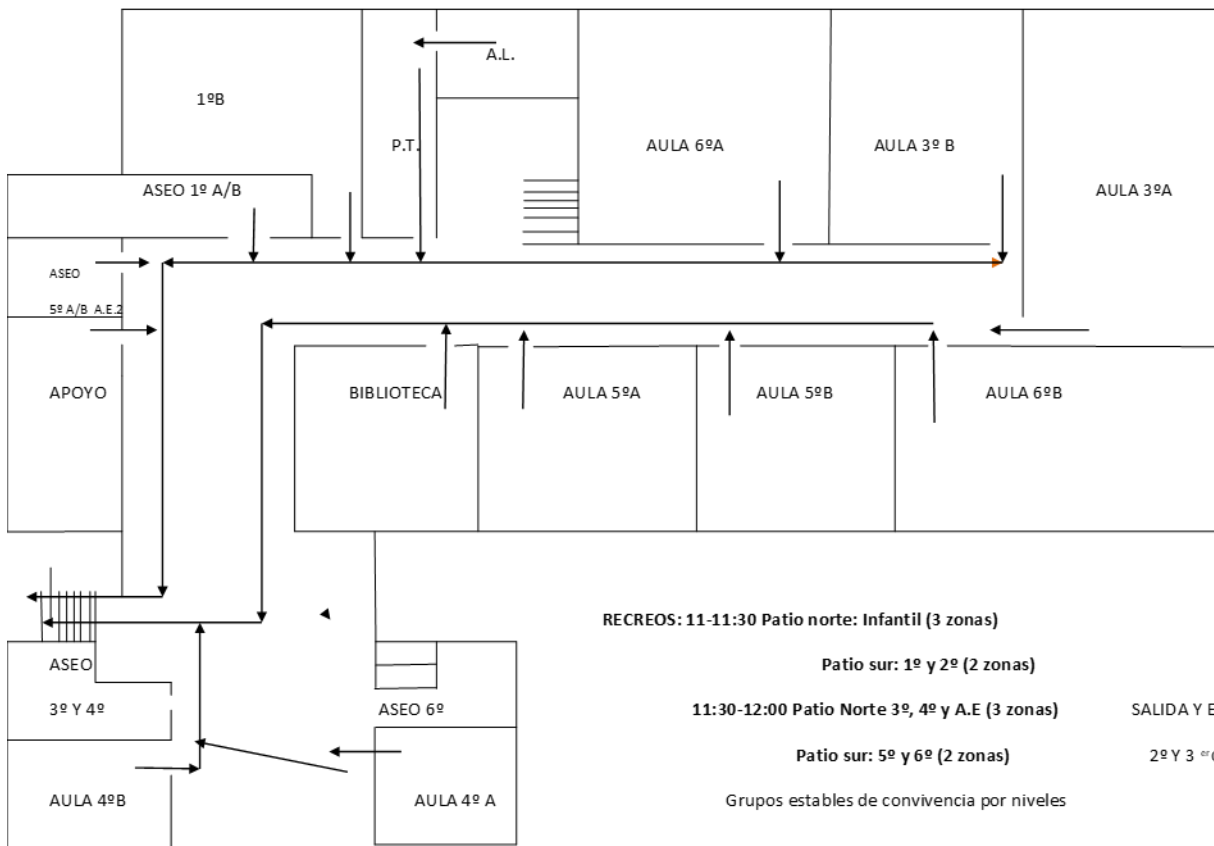 A.L.
1ºB
P.T.
AULA 6ºA
AULA 3º B
ASEO 1º A/B
AULA 3ºA
ASEO
5º A/B A.E.2
APOYO
BIBLIOTECA
AULA 5ºA
AULA 5ºB
AULA 6ºB
RECREOS: 11-11:30 Patio norte: Infantil (3 zonas)
ASEO
Patio sur: 1º y 2º (2 zonas)
3º Y 4º
ASEO 6º
11:30-12:00 Patio Norte 3º, 4º y A.E (3 zonas)
SALIDA Y E
Patio sur: 5º y 6º (2 zonas)
2º Y 3 er
AULA 4ºB
AULA 4º A
Grupos estables de convivencia por niveles